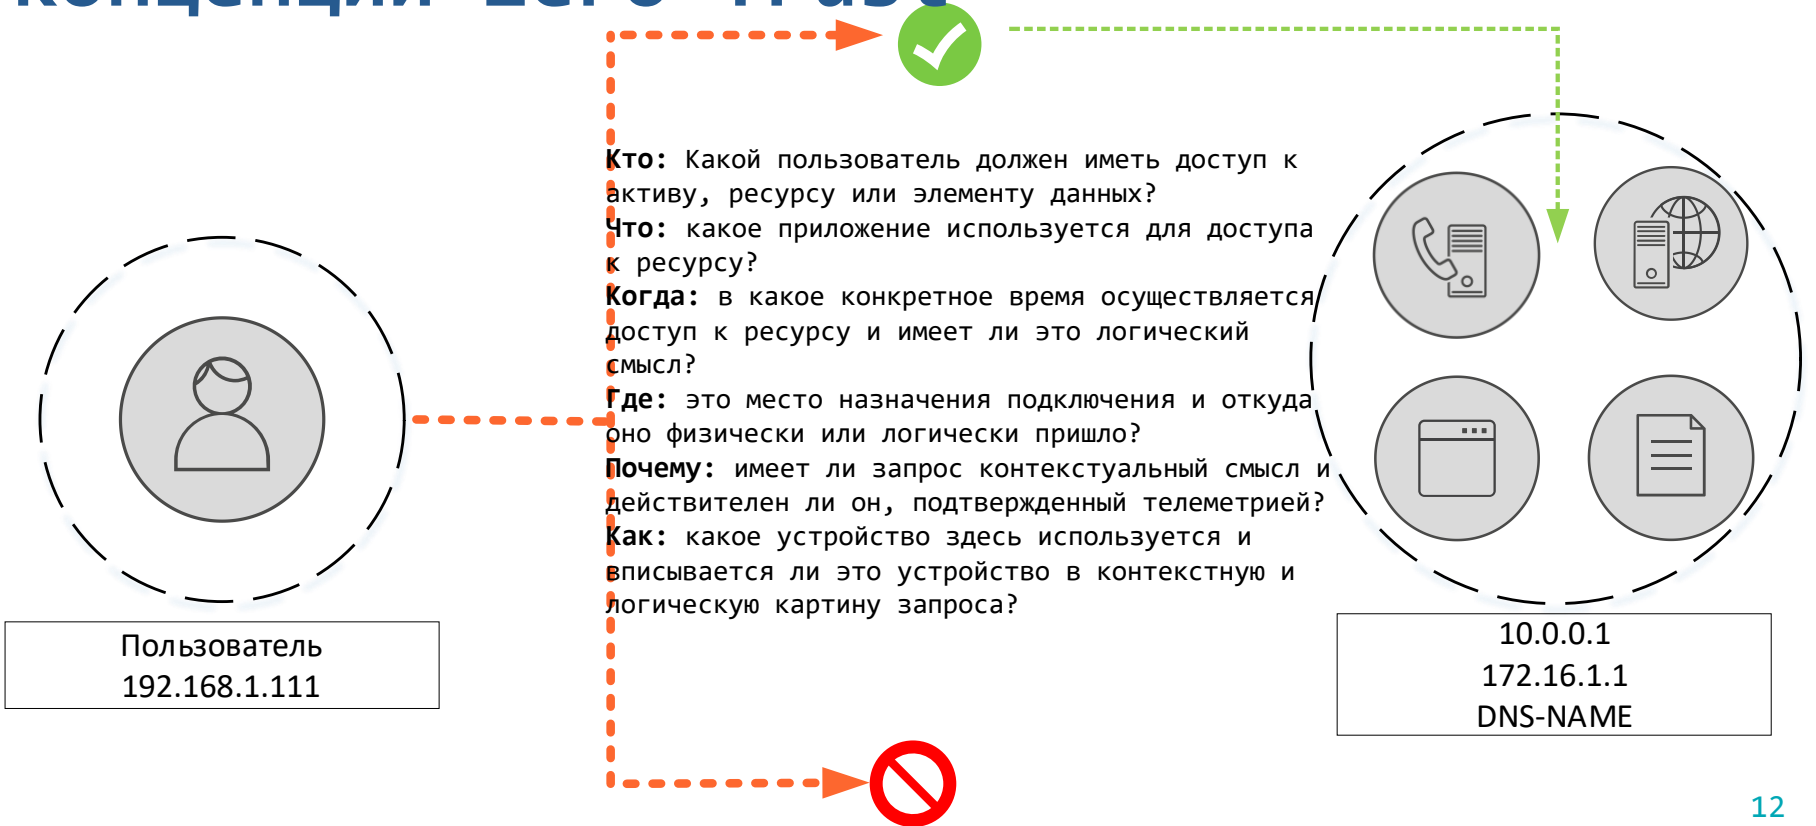 концепции Zero Trust
Кто: Какой пользователь должен иметь доступ к
активу, ресурсу или элементу данных?
Что: какое приложение используется для доступа
к ресурсу?
Когда: в какое конкретное время осуществляется
доступ к ресурсу и имеет ли это логический
смысл?
Где: это место назначения подключения и откуда
оно физически или логически пришло?
Почему: имеет ли запрос контекстуальный смысл и
действителен ли он, подтвержденный телеметрией?
Как: какое устройство здесь используется и
вписывается ли это устройство в контекстную и
логическую картину запроса?
Пользователь
192.168.1.111
10.0.0.1
172.16.1.1
DNS-NAME
12